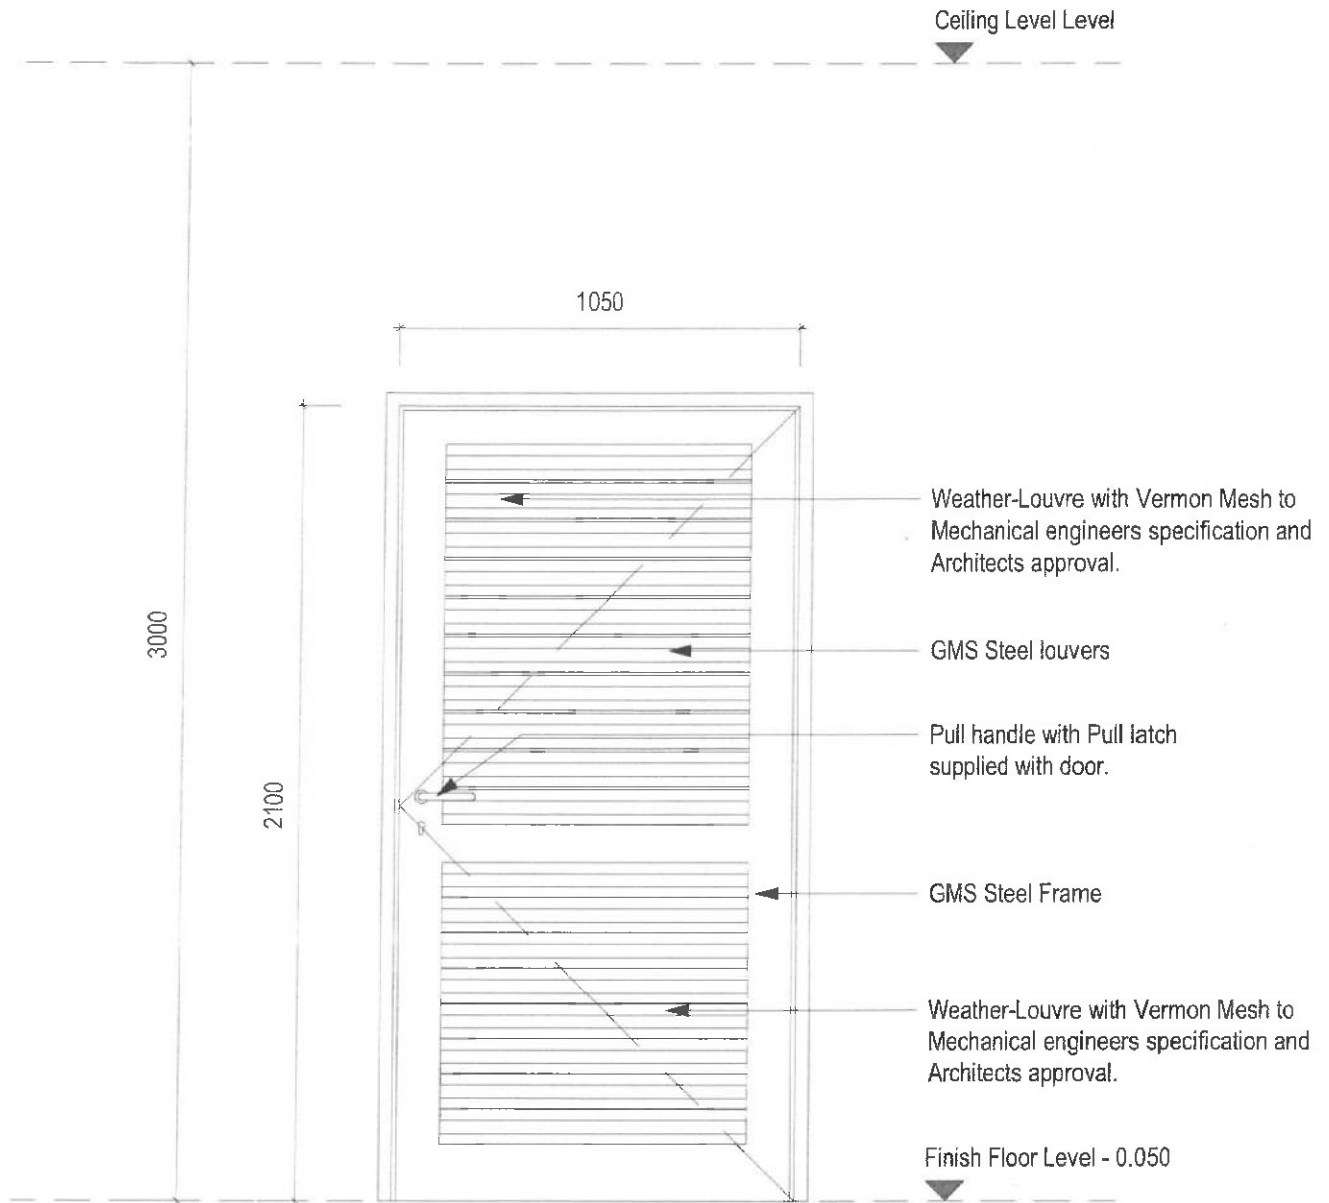 Ceiling Level Level
1050
Weather-Louvre with Vermon Mesh to
Mechanical engineers specification and
Architects approval.
3000
GMS Steel louvers
Pull handle with Pull latch
supplied with door.
2100
GMS Steel Frame
Weather-Louvre with Vermon Mesh to
Mechanical engineers specification and
Architects approval.
Finish Floor Level - 0.050